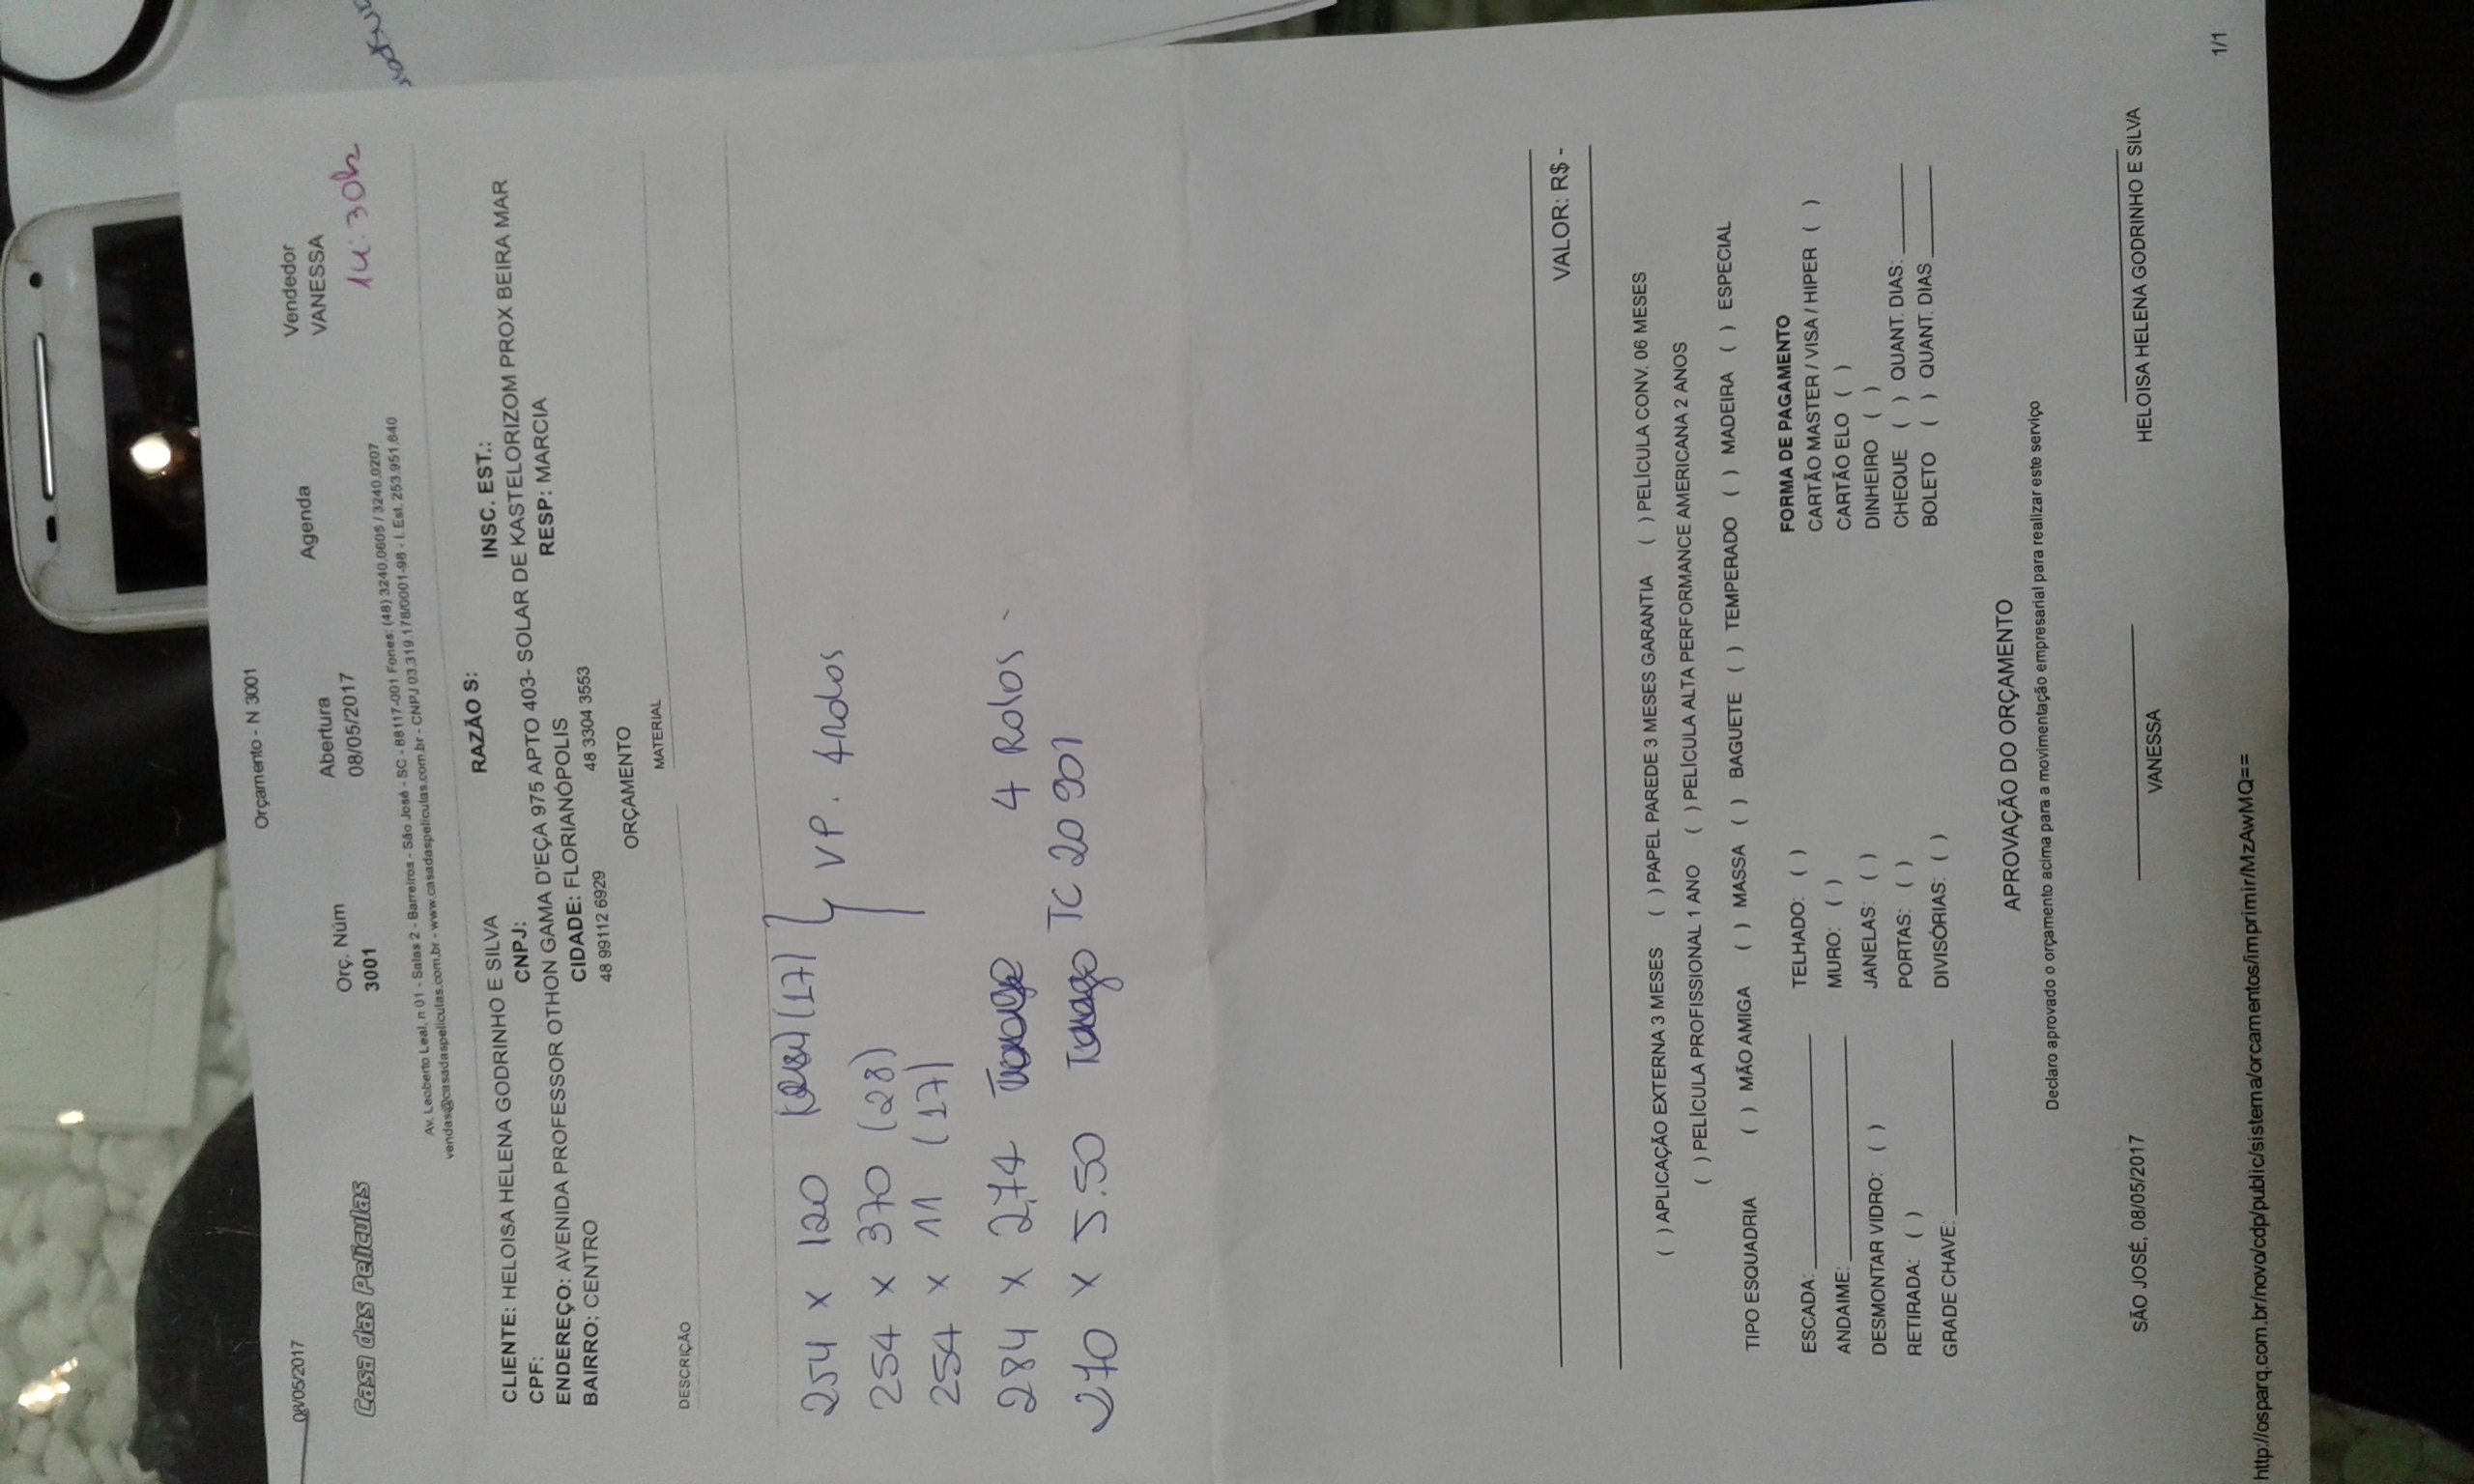 08/05/2017
Orçamento - N 3001
Casa das Películas
Orç. Núm
3001
Abertura
08/05/2017
Agenda
Vendedor
VANESSA
14:30h
Av. Leoberto Leal, n 01 - Salas 2 - Barreiros - São José - SC - 88117-001 Fones: (48) 3240.0605 / 3240.0207
vendas@casadaspeliculas.com.br - www.casadaspeliculas.com.br - CNPJ 03.319.178/0001-98 - I. Est. 253.951.640
CLIENTE: HELOISA HELENA GODRINHO E SILVA RAZÃO S:
CPF: CNPJ: INSC. EST.:
ENDEREÇO: AVENIDA PROFESSOR OTHON GAMA D'EÇA 975 APTO 403- SOLAR DE KASTELORIZOM PROX BEIRA MAR
BAIRRO: CENTRO CIDADE: FLORIANÓPOLIS RESP: MARCIA
48 99112 6929 48 3304 3553
ORÇAMENTO
DESCRIÇÃO MATERIAL
254 x 120 (17)
254 x 370 (28) } VP. 4 Rolos
254 x 11 (17)
284 x 2,74 4 Rolos
270 x 5.50 TC 20 901
VALOR: R$ -
( ) APLICAÇÃO EXTERNA 3 MESES ( ) PAPEL PAREDE 3 MESES GARANTIA ( ) PELÍCULA CONV. 06 MESES
( ) PELÍCULA PROFISSIONAL 1 ANO ( ) PELÍCULA ALTA PERFORMANCE AMERICANA 2 ANOS
TIPO ESQUADRIA ( ) MÃO AMIGA ( ) MASSA ( ) BAGUETE ( ) TEMPERADO ( ) MADEIRA ( ) ESPECIAL
ESCADA: TELHADO: ( ) FORMA DE PAGAMENTO
ANDAIME: MURO: ( ) CARTÃO MASTER / VISA / HIPER ( )
DESMONTAR VIDRO: ( ) JANELAS: ( ) CARTÃO ELO ( )
RETIRADA: ( ) PORTAS: ( ) DINHEIRO ( )
GRADE CHAVE: DIVISÓRIAS: ( ) CHEQUE ( ) QUANT. DIAS:
BOLETO ( ) QUANT. DIAS
APROVAÇÃO DO ORÇAMENTO
Declaro aprovado o orçamento acima para a movimentação empresarial para realizar este serviço
SÃO JOSÉ, 08/05/2017
VANESSA
HELOISA HELENA GODRINHO E SILVA
http://osparq.com.br/novo/cdp/public/sistema/orcamentos/imprimir/MzAwMQ==
1/1